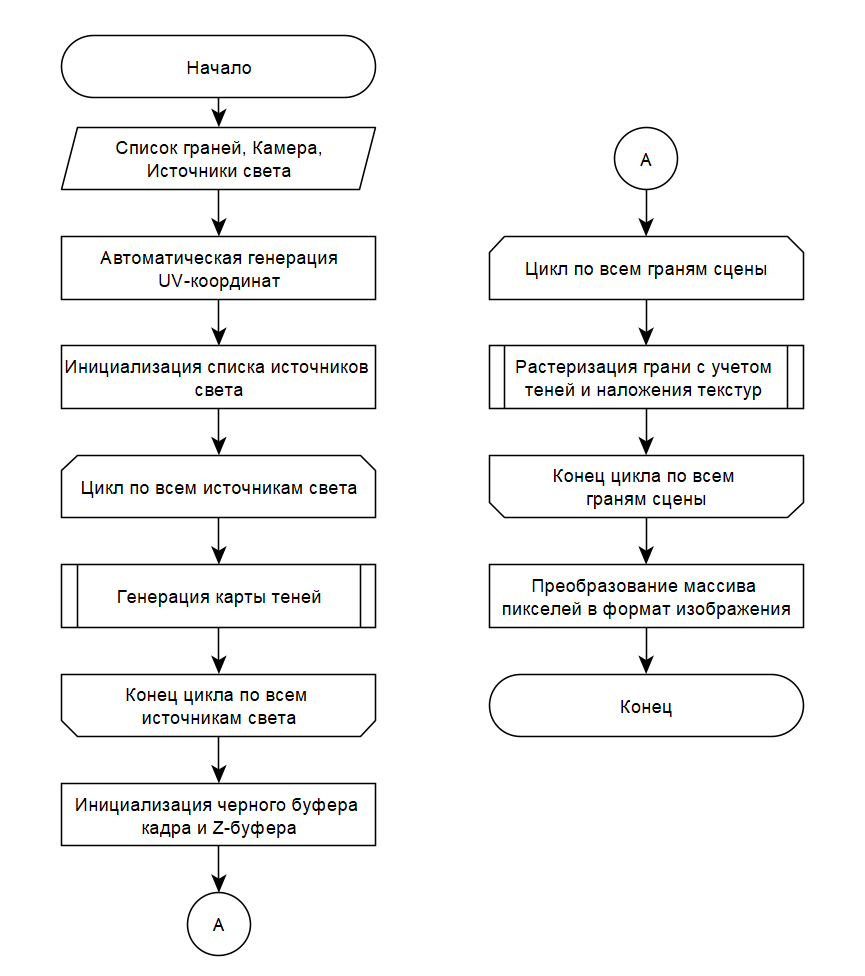 Начало
Список граней, Камера,
Источники света
Автоматическая генерация
UV-координат
Инициализация списка источников
света
Цикл по всем источникам света
Генерация карты теней
Конец цикла по всем
источникам света
Инициализация черного буфера
кадра и Z-буфера
А
А
Цикл по всем граням сцены
Растеризация грани с учетом
теней и наложения текстур
Конец цикла по всем
граням сцены
Преобразование массива
пикселей в формат изображения
Конец